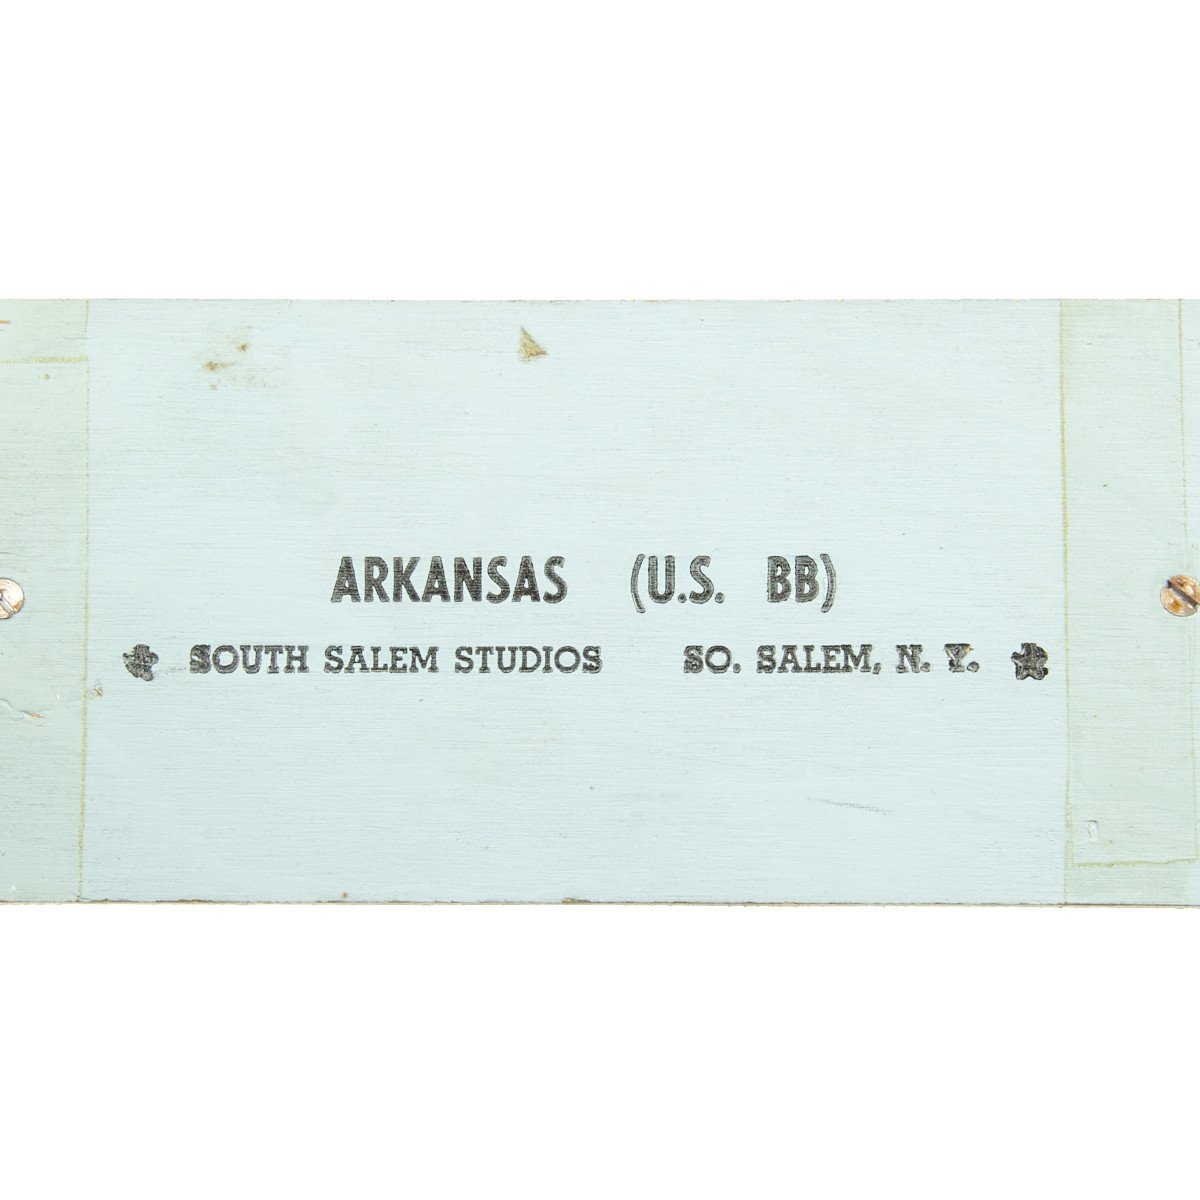 ARKANSAS (U.S. BB)
SOUTH SALEM STUDIOS SO. SALEM, N. Y.